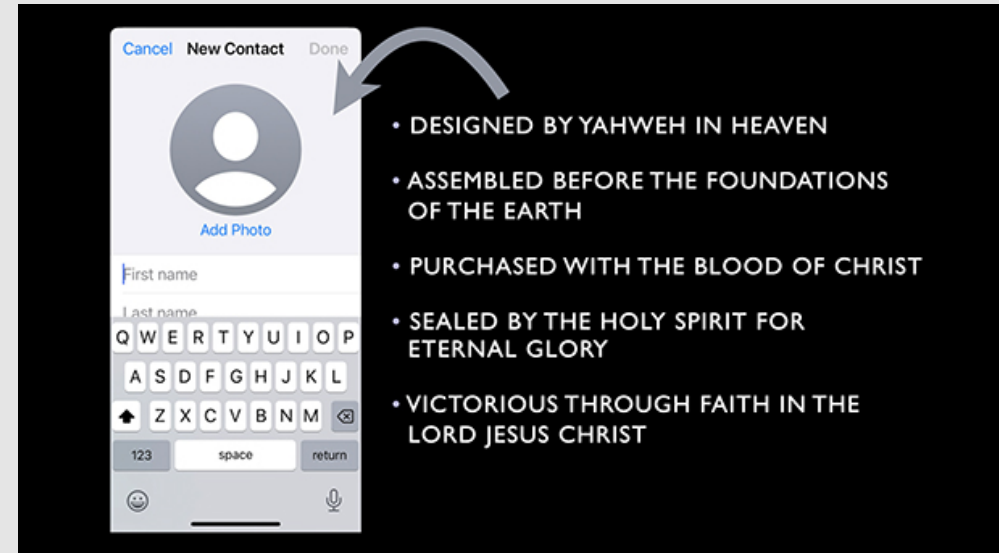 Cancel New Contact Done
Add Photo
First name
Last name
Q W E R T Y U I O P
A S D F G H J K L
Z X C V B N M
123 space return
• DESIGNED BY YAHWEH IN HEAVEN
• ASSEMBLED BEFORE THE FOUNDATIONS
OF THE EARTH
• PURCHASED WITH THE BLOOD OF CHRIST
• SEALED BY THE HOLY SPIRIT FOR
ETERNAL GLORY
• VICTORIOUS THROUGH FAITH IN THE
LORD JESUS CHRIST